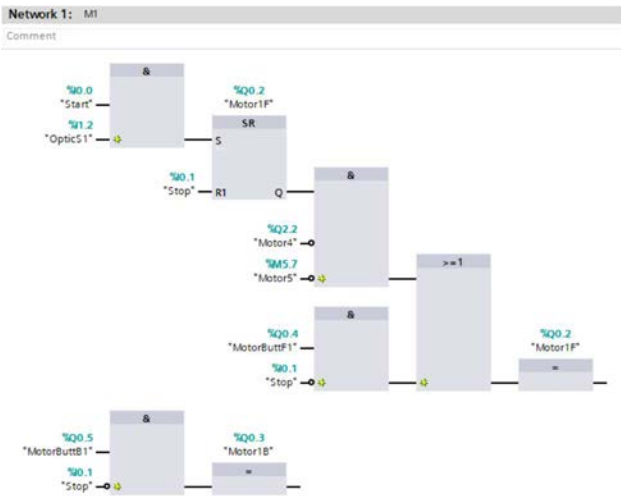 Network 1: M1
Comment
&
%I0.0
"Start"
%I1.2
"OpticS1"
%Q0.2
"Motor1F"
SR
S
%I0.1
"Stop"
R1 Q
&
%Q2.2
"Motor4"
%M5.7
"Motor5"
>=1
&
%Q0.4
"MotorButtF1"
%I0.1
"Stop"
%Q0.2
"Motor1F"
=
&
%Q0.5
"MotorButtB1"
%I0.1
"Stop"
%Q0.3
"Motor1B"
=